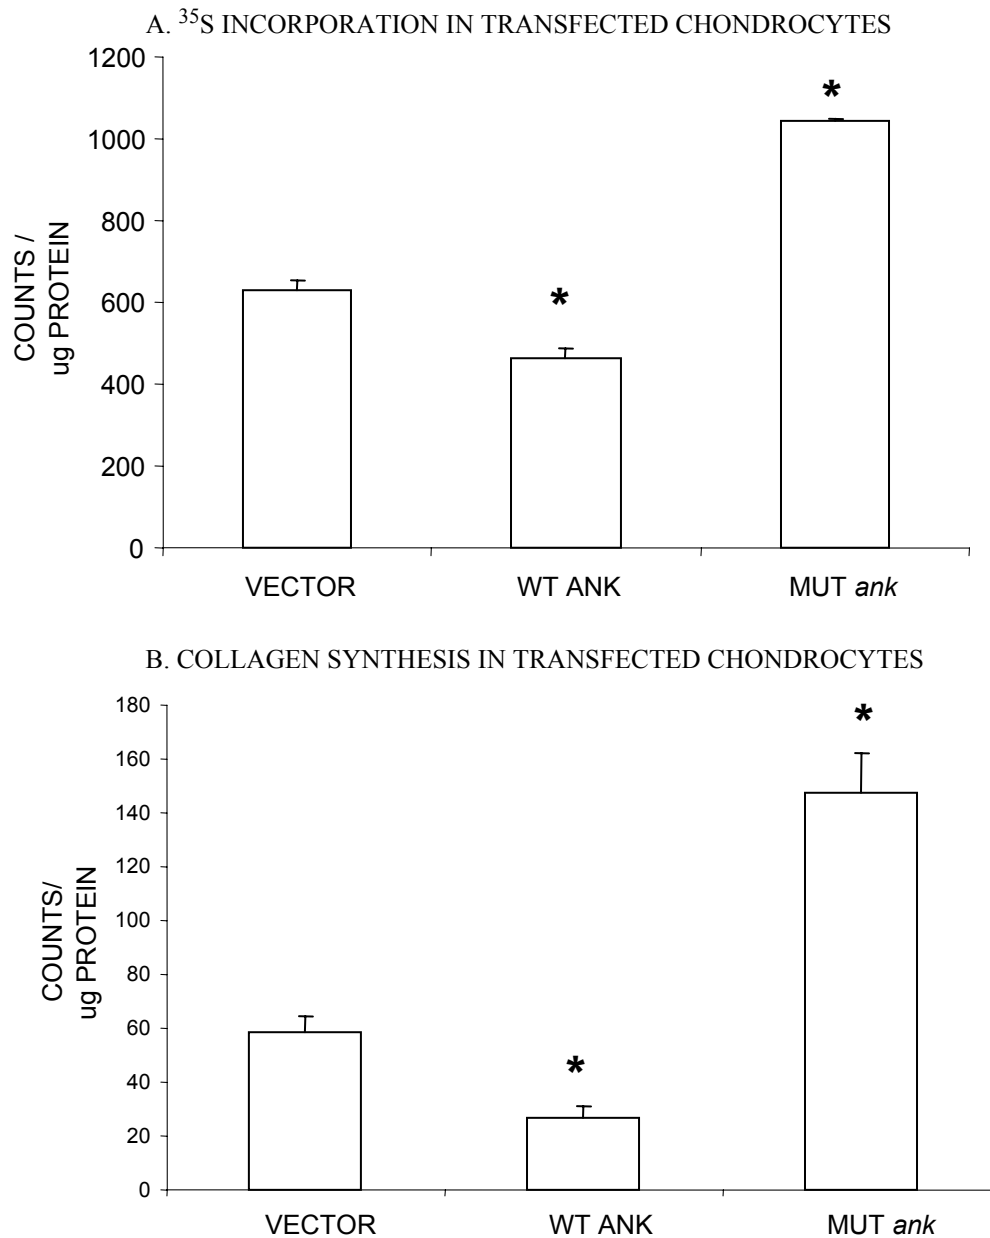 A. ³⁵S INCORPORATION IN TRANSFECTED CHONDROCYTES
1200
1000
800
600
400
200
0
COUNTS /
ug PROTEIN
*
*
VECTOR
WT ANK
MUT ank
B. COLLAGEN SYNTHESIS IN TRANSFECTED CHONDROCYTES
180
160
140
120
100
80
60
40
20
0
COUNTS/
ug PROTEIN
*
*
VECTOR
WT ANK
MUT ank